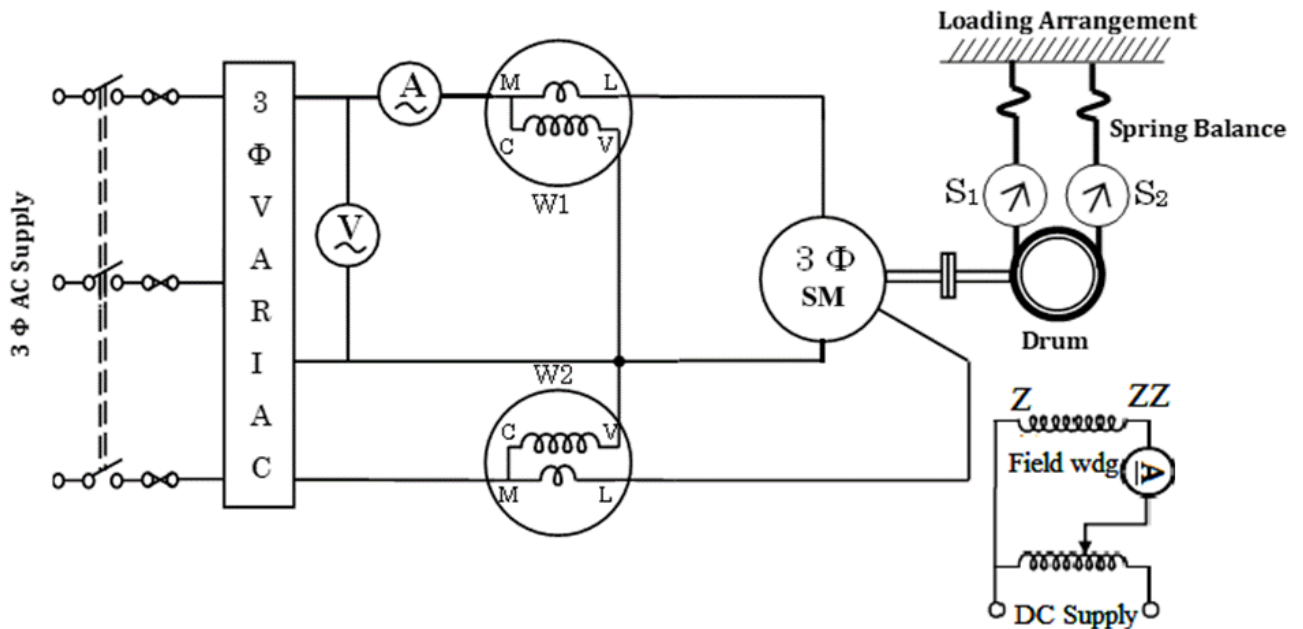 Loading Arrangement
Spring Balance
S1
S2
3 Φ AC Supply
3
Φ
V
A
R
I
A
C
A
V
M
L
C
V
W1
3 Φ
SM
Drum
W2
C
V
M
L
Z
ZZ
Field wdg
A
DC Supply